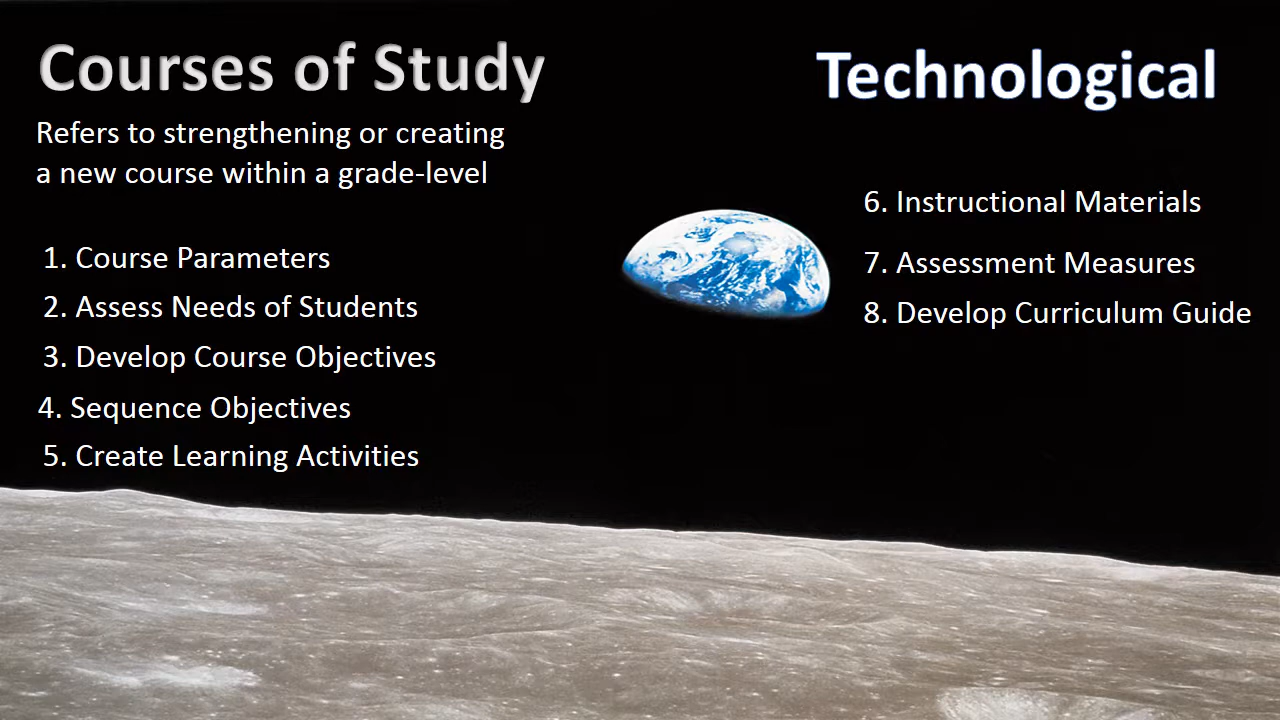 Courses of Study
Technological
Refers to strengthening or creating
a new course within a grade-level
1. Course Parameters
2. Assess Needs of Students
3. Develop Course Objectives
4. Sequence Objectives
5. Create Learning Activities
6. Instructional Materials
7. Assessment Measures
8. Develop Curriculum Guide